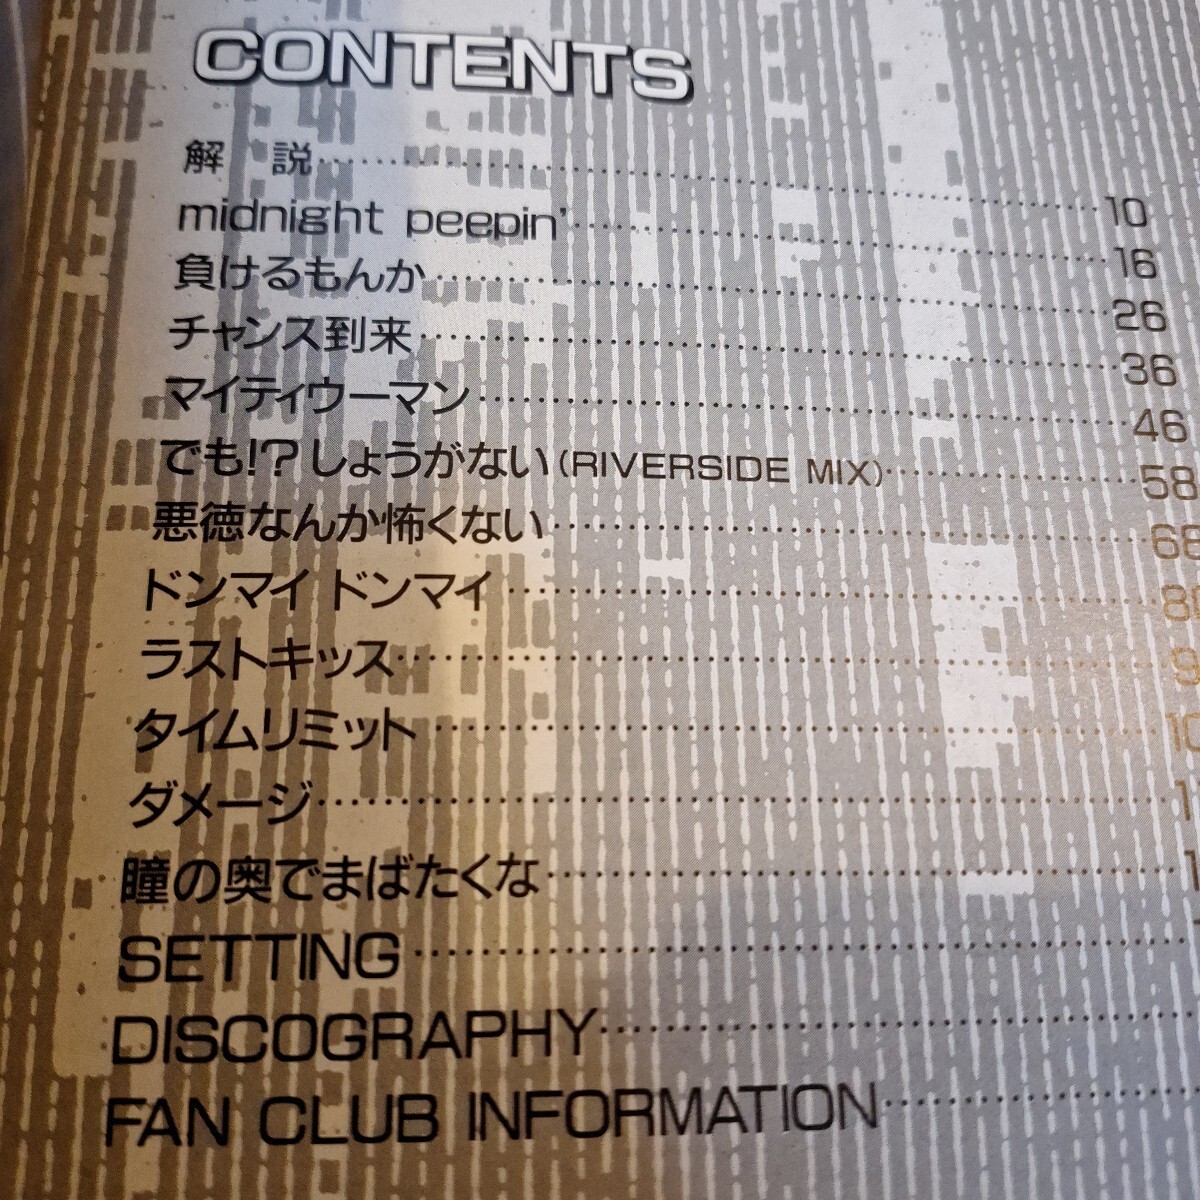 CONTENTS
解 説 10
midnight peepin' 16
負けるもんか 26
チャンス到来 36
マイティウーマン 46
でも!?しょうがない(RIVERSIDE MIX) 58
悪徳なんか怖くない 68
ドンマイ ドンマイ
ラストキッス
タイムリミット
ダメージ
瞳の奥でまばたくな
SETTING
DISCOGRAPHY
FAN CLUB INFORMATION